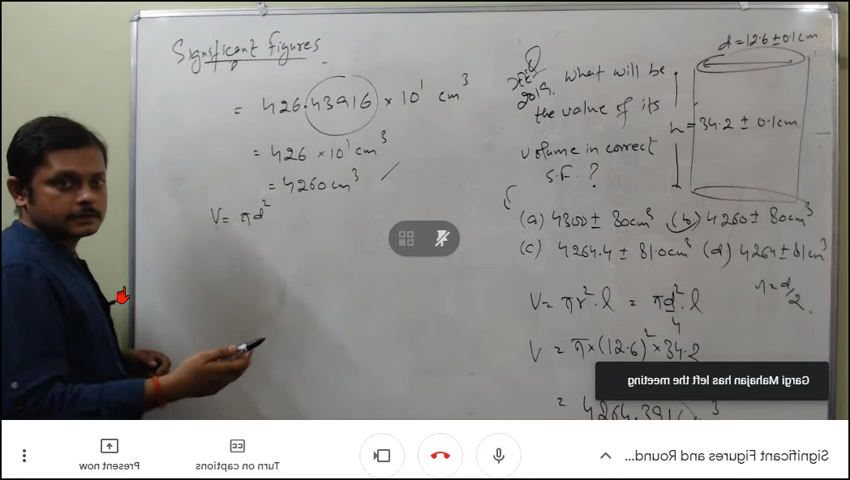 Significant figures
= 426.43916 × 10¹ cm³
= 426 × 10¹ cm³
= 4260 cm³
V = πd²
Q
2019.
What will be
the value of its
volume in correct
S.F. ?
d = 12.6 ± 0.1 cm.
h = 34.2 ± 0.1 cm
(a) 4300 ± 80 cm³ (b) 4260 ± 80 cm³
(c) 4264.4 ± 81.0 cm³ (d) 4264 ± 81 cm³
V = πr².l = πd²/4 . l
r = d/2.
V = π × (12.6)² × 34.2
Gargi Mahajan has left the meeting
Present now
Turn on captions
Significant Figures and Round...